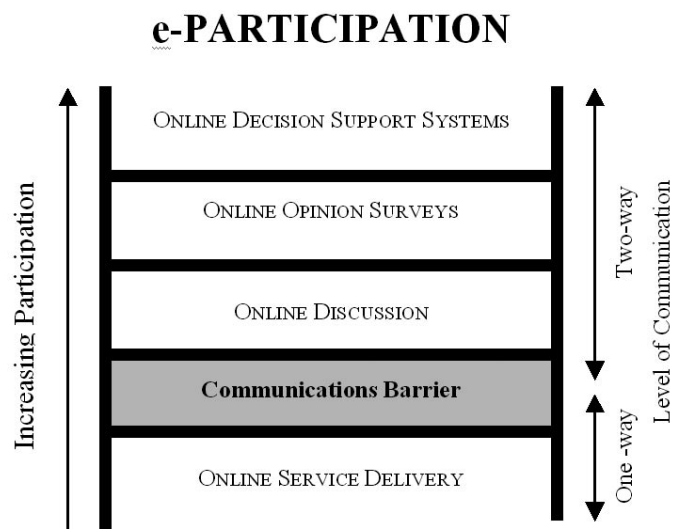 e-PARTICIPATION
ONLINE DECISION SUPPORT SYSTEMS
ONLINE OPINION SURVEYS
ONLINE DISCUSSION
Communications Barrier
ONLINE SERVICE DELIVERY
Increasing Participation
Two-way
One -way
Level of Communication